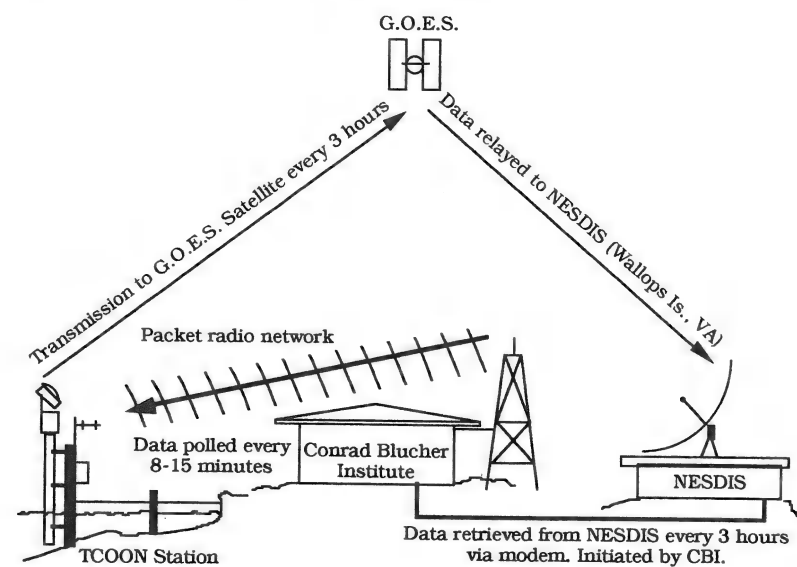 G.O.E.S.
Transmission to G.O.E.S. Satellite every 3 hours
Data relayed to NESDIS (Wallops Is., VA)
Packet radio network
Data polled every
8-15 minutes
Conrad Blucher
Institute
NESDIS
TCOON Station
Data retrieved from NESDIS every 3 hours
via modem. Initiated by CBI.